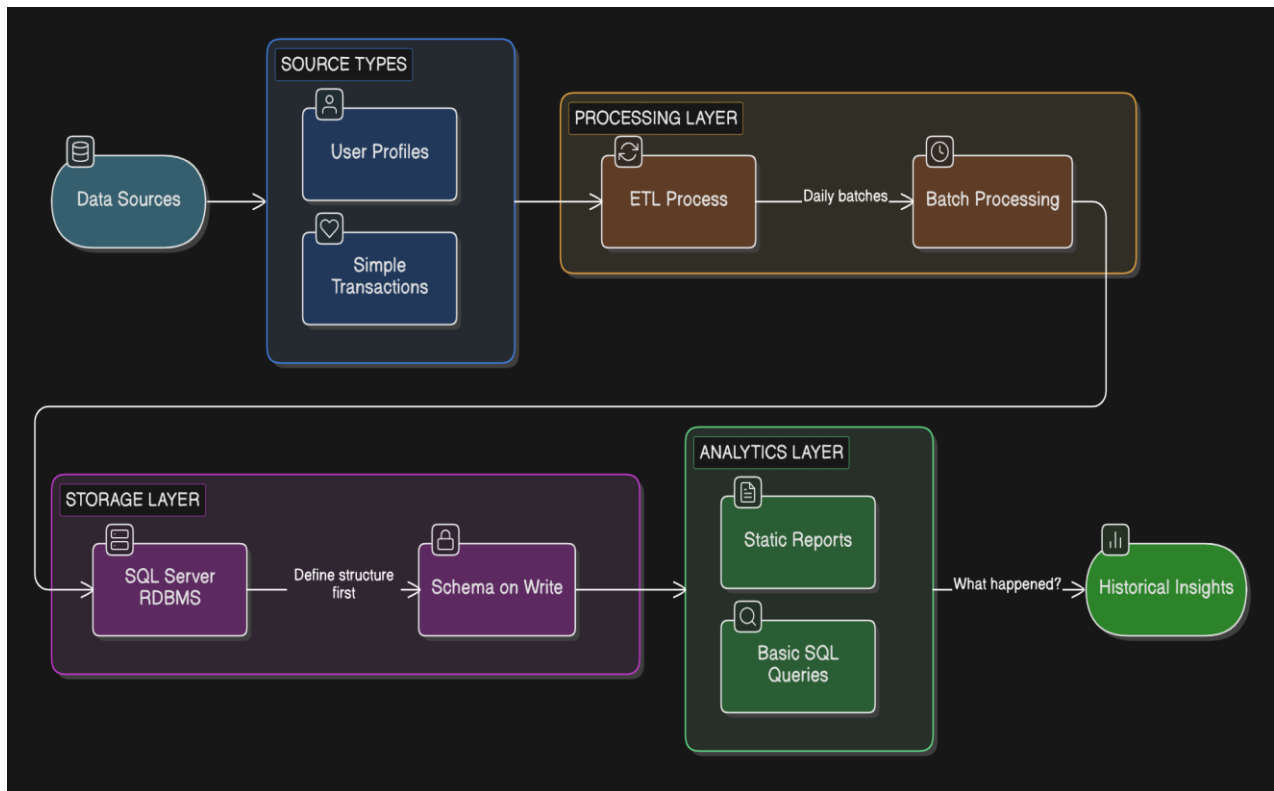 SOURCE TYPES
User Profiles
Simple
Transactions
Data Sources
PROCESSING LAYER
ETL Process
Daily batches
Batch Processing
STORAGE LAYER
SQL Server
RDBMS
Define structure
first
Schema on Write
ANALYTICS LAYER
Static Reports
Basic SQL
Queries
What happened?
Historical Insights